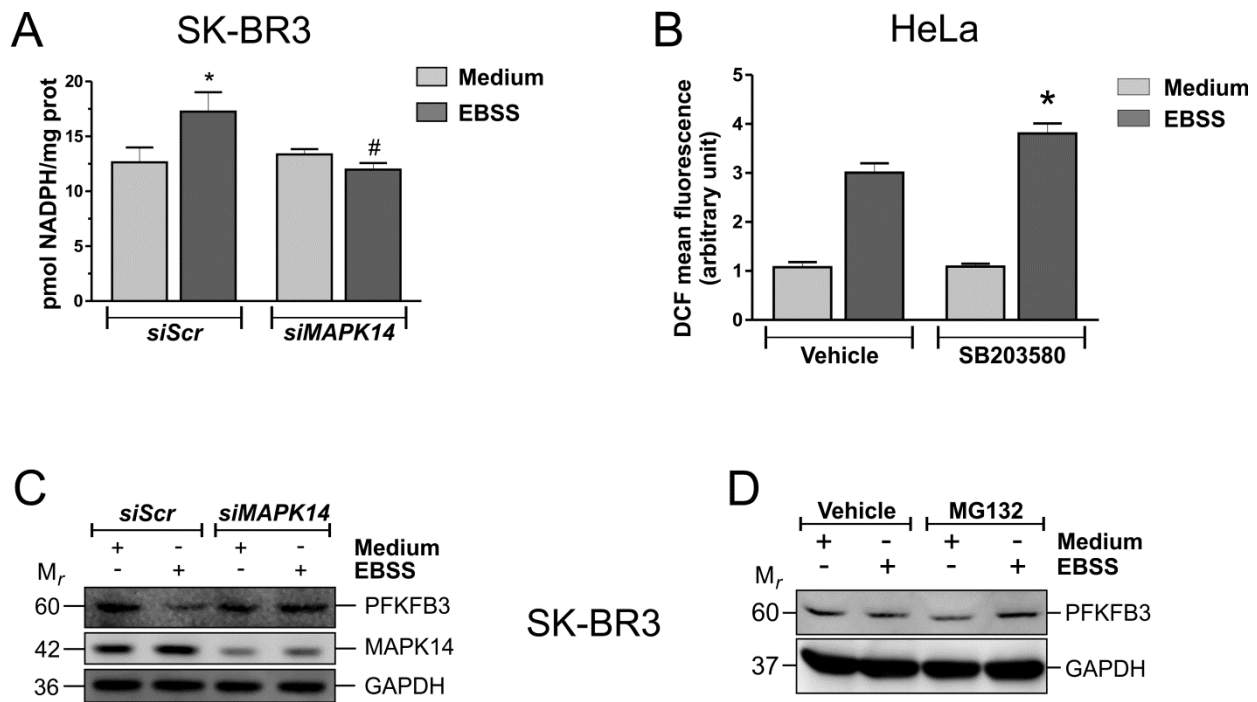 A
SK-BR3
pmol NADPH/mg prot
20
15
10
5
0
*
#
Medium
EBSS
siScr
siMAPK14
B
HeLa
DCF mean fluorescence
(arbitrary unit)
5
4
3
2
1
0
*
Medium
EBSS
Vehicle
SB203580
C
siScr
siMAPK14
+ - + - Medium
- + - + EBSS
Mr
60 PFKFB3
42 MAPK14
36 GAPDH
SK-BR3
D
Vehicle
MG132
+ - + - Medium
- + - + EBSS
Mr
60 PFKFB3
37 GAPDH